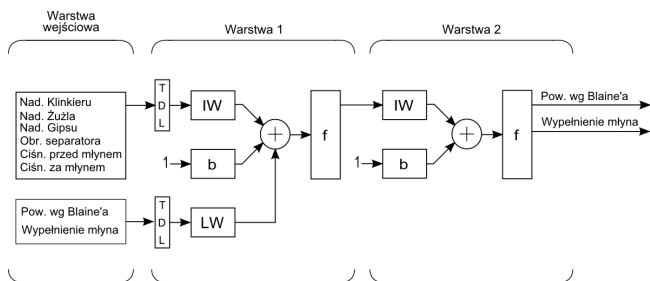 Warstwa
wejściowa
Warstwa 1
Warstwa 2
Nad. Klinkieru
Nad. Żużla
Nad. Gipsu
Obr. separatora
Ciśn. przed młynem
Ciśn. za młynem
T
D
L
IW
1
b
+
f
IW
1
b
+
f
Pow. wg Blaine'a
Wypełnienie młyna
Pow. wg Blaine'a
Wypełnienie młyna
T
D
L
LW